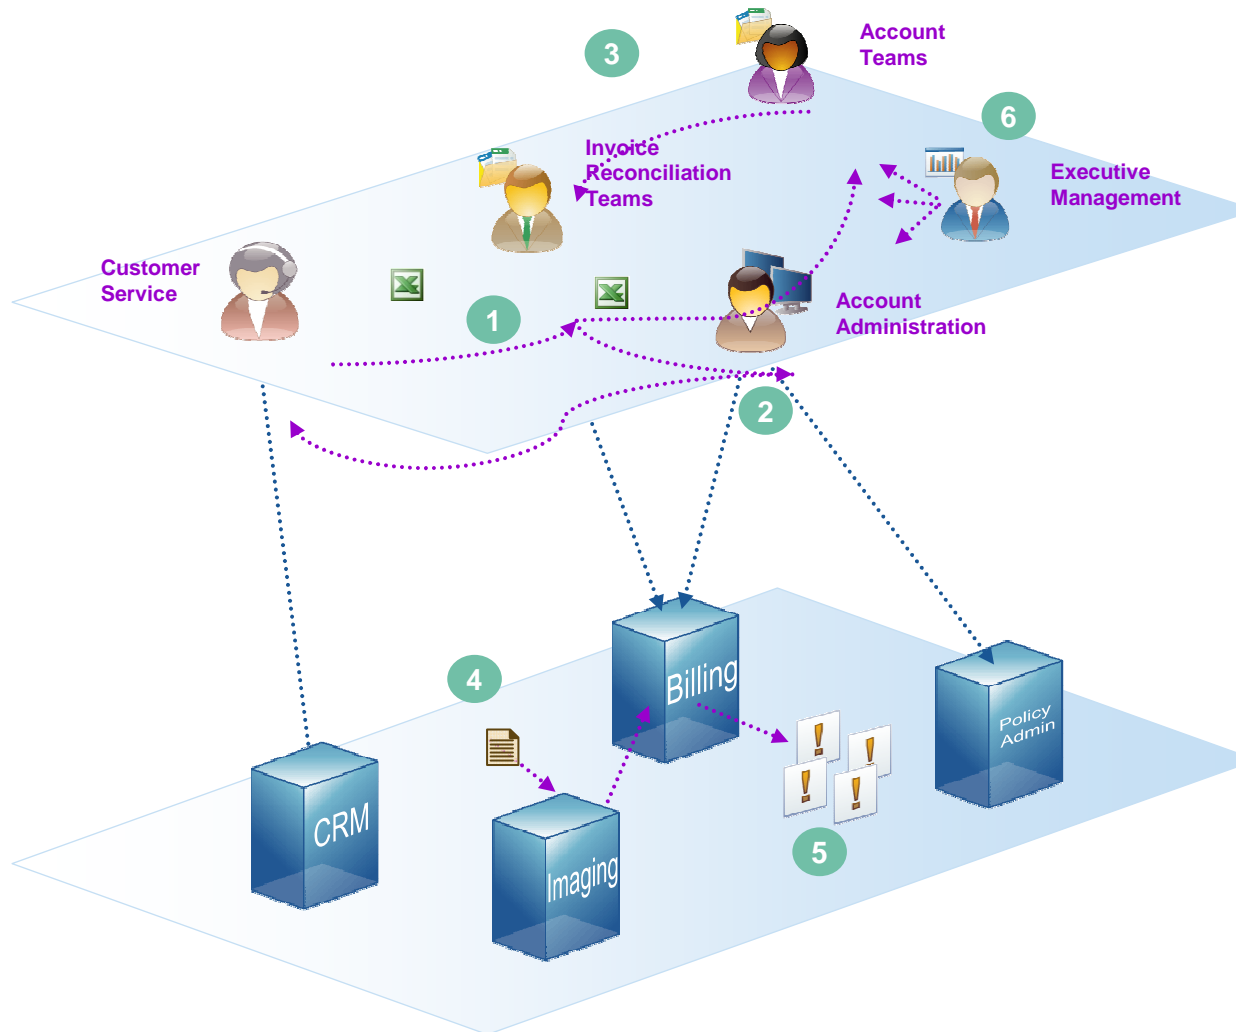 3
Account
Teams
6
Invoice
Reconciliation
Teams
Executive
Management
Customer
Service
1
Account
Administration
2
4
Billing
Policy
Admin
CRM
Imaging
5